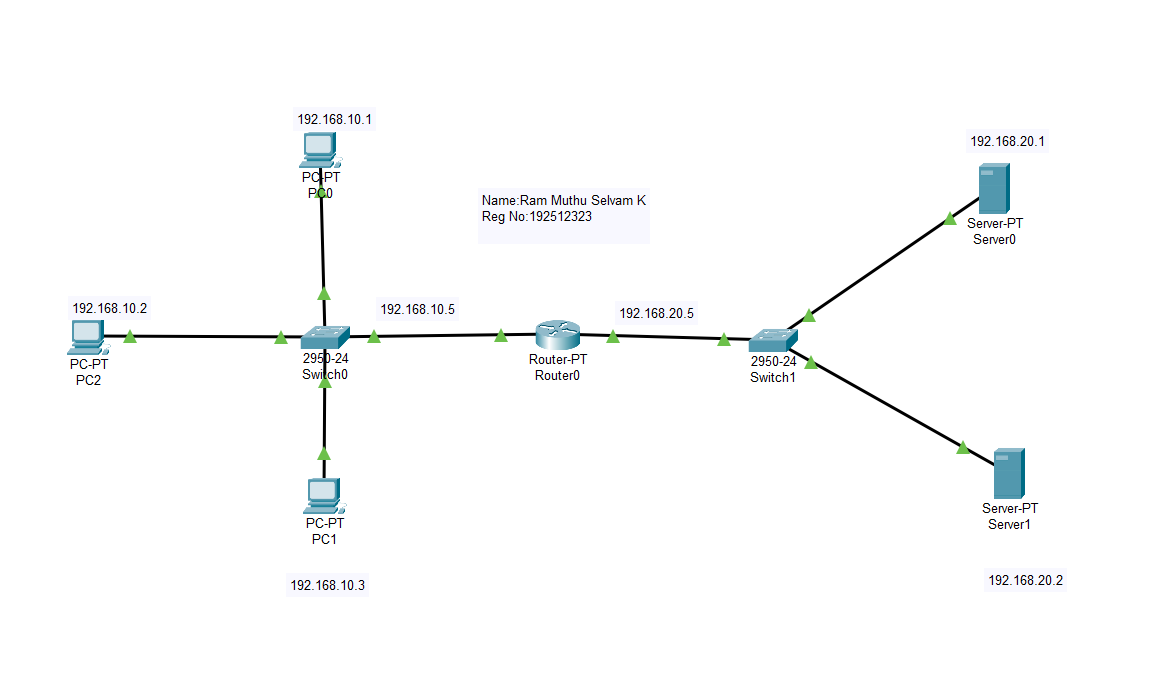 192.168.10.1
PC-PT
PC0
192.168.20.1
Server-PT
Server0
Name:Ram Muthu Selvam K
Reg No:192512323
192.168.10.2
PC-PT
PC2
192.168.10.5
2950-24
Switch0
Router-PT
Router0
192.168.20.5
2950-24
Switch1
PC-PT
PC1
192.168.10.3
Server-PT
Server1
192.168.20.2